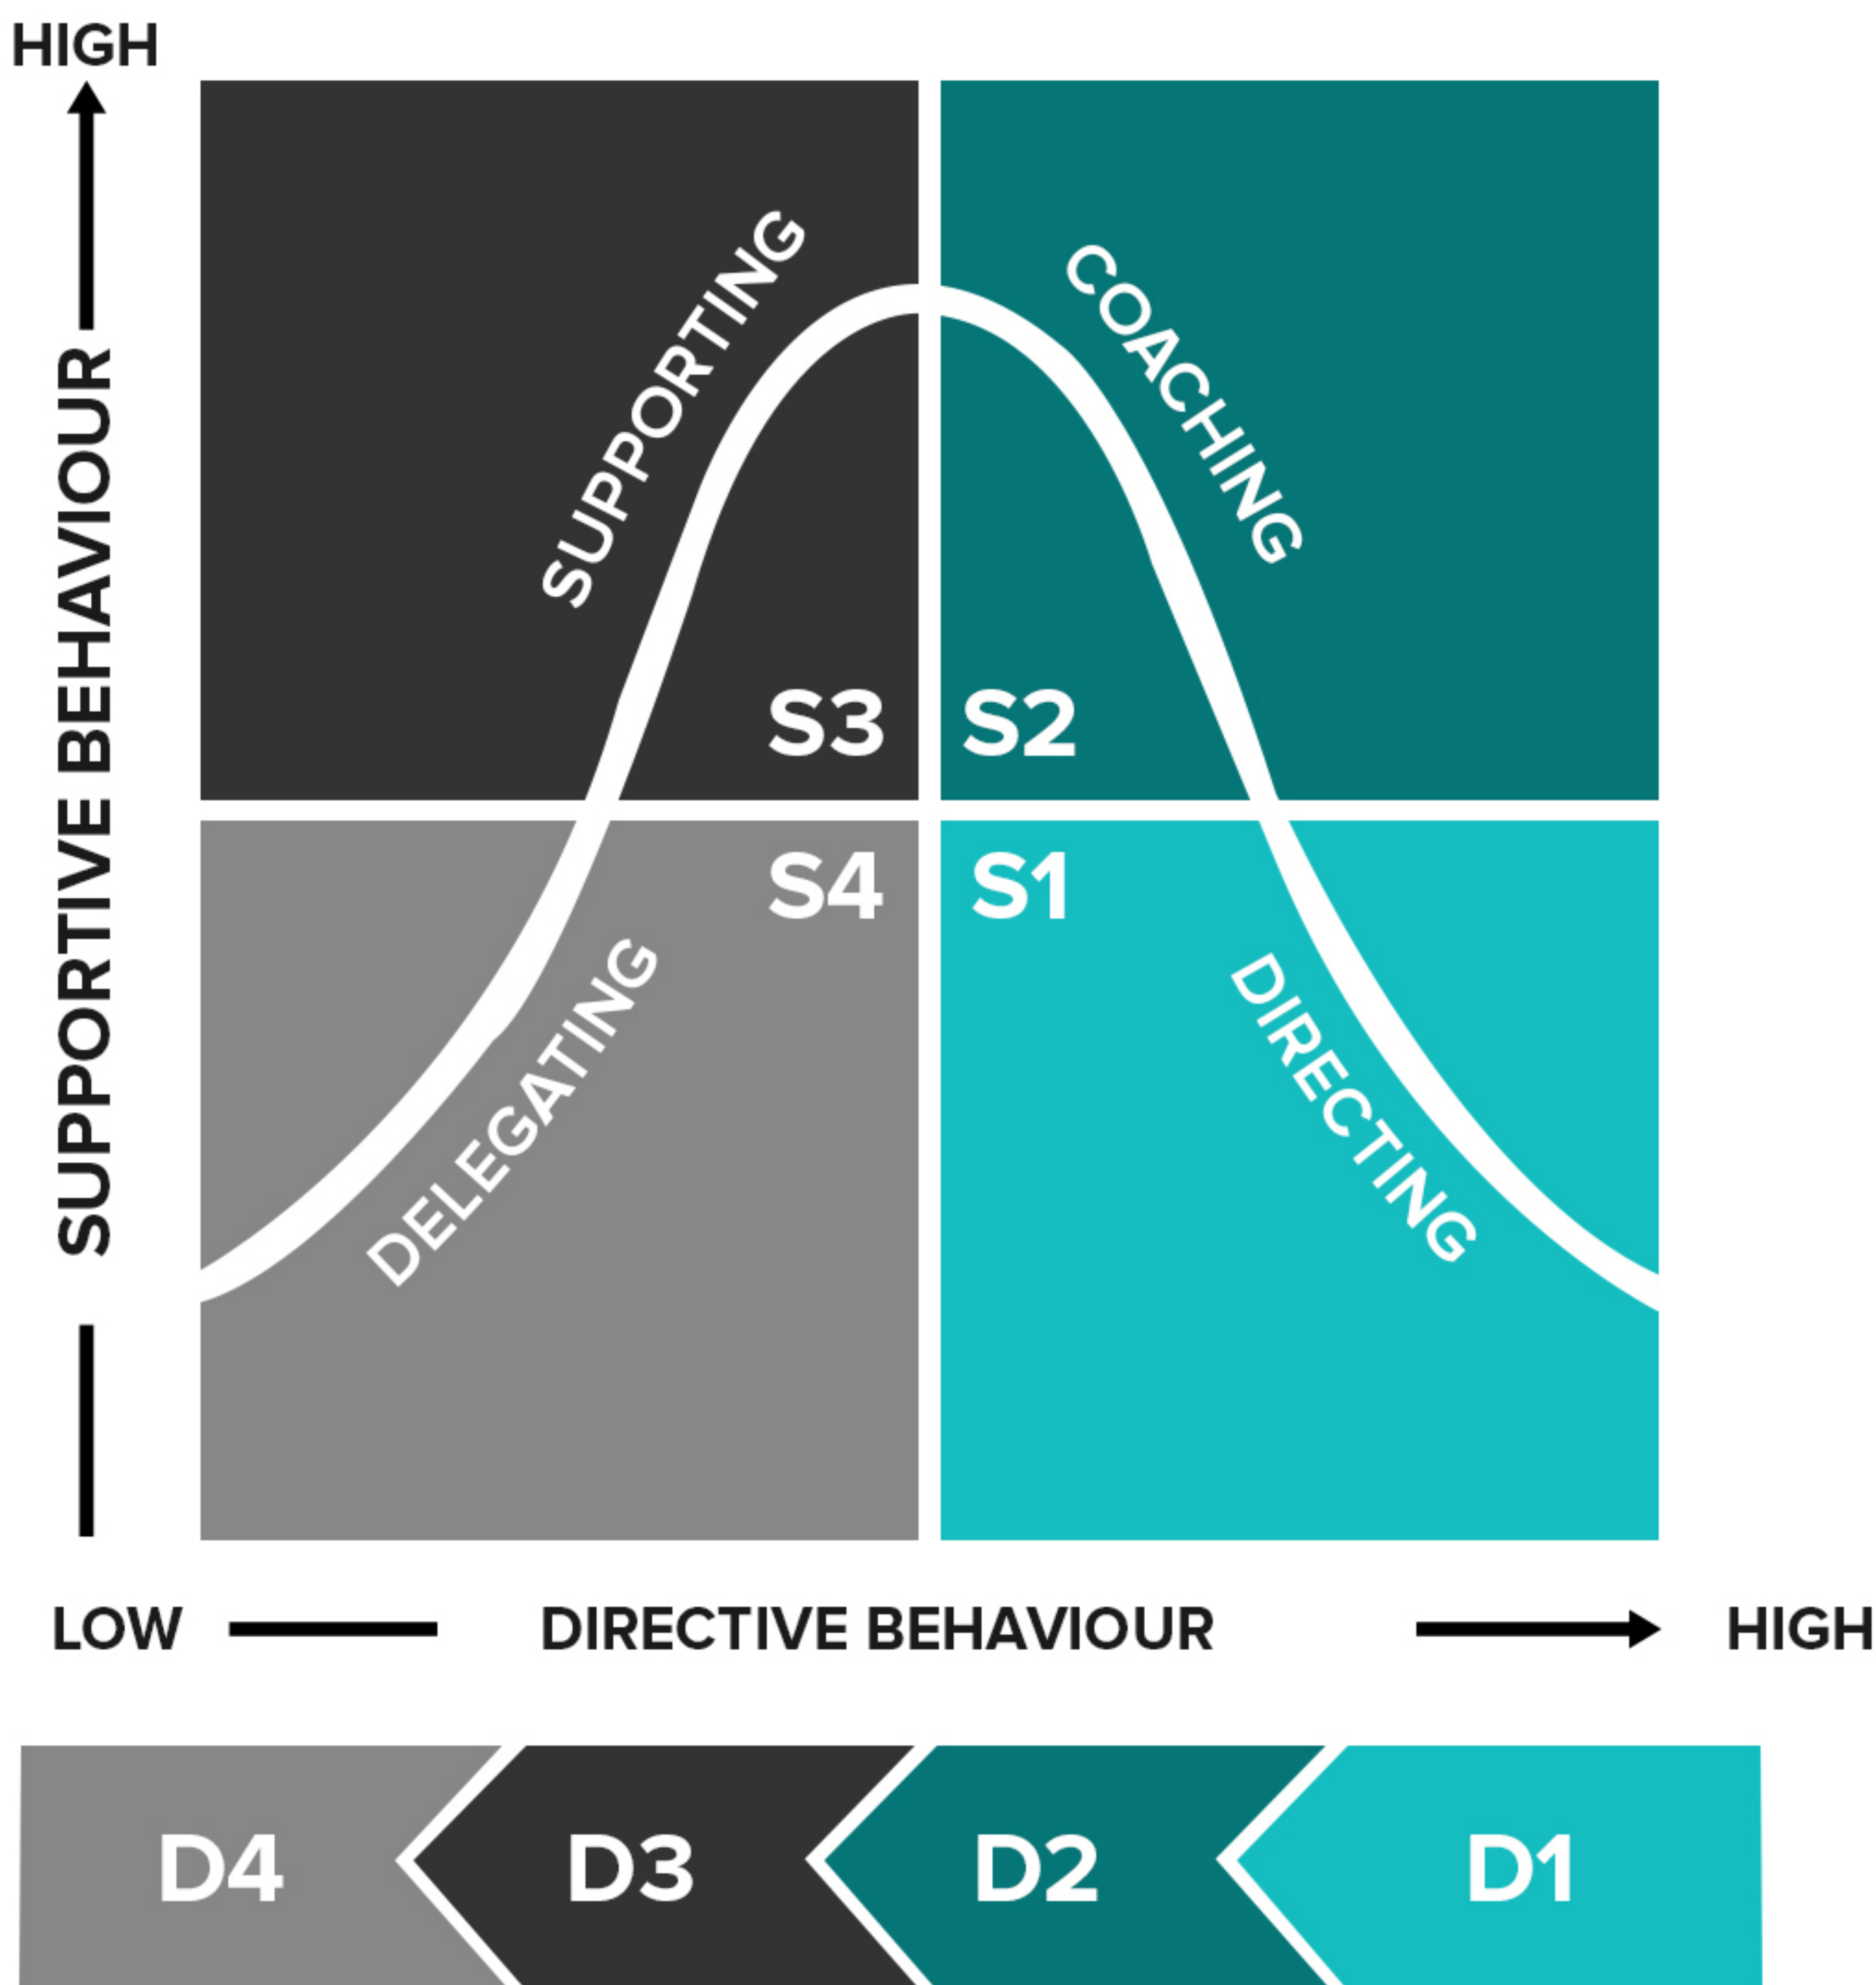 HIGH
SUPPORTIVE BEHAVIOUR
SUPPORTING
COACHING
S3
S2
S4
S1
DELEGATING
DIRECTING
LOW
DIRECTIVE BEHAVIOUR
HIGH
D4
D3
D2
D1